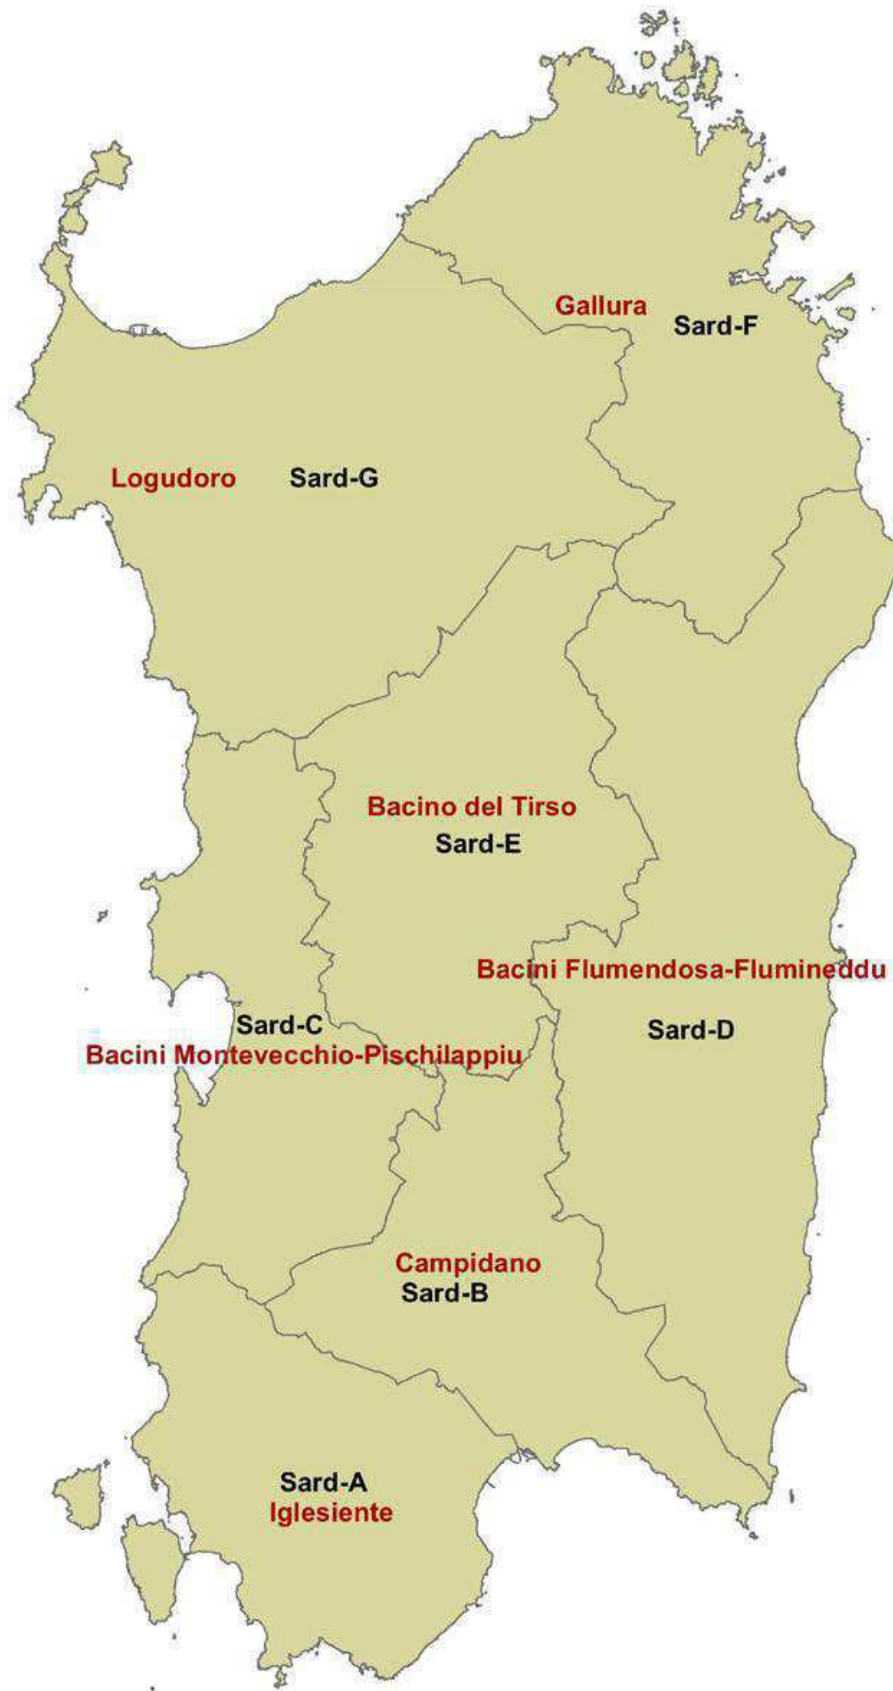 Gallura
Sard-F
Logudoro
Sard-G
Bacino del Tirso
Sard-E
Bacini Flumendosa-Flumineddu
Sard-D
Sard-C
Bacini Montevecchio-Pischilappiu
Campidano
Sard-B
Sard-A
Iglesiente